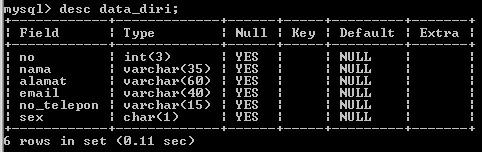 mysql> desc data_diri;
+------------+-------------+------+-----+---------+-------+
| Field      | Type        | Null | Key | Default | Extra |
+------------+-------------+------+-----+---------+-------+
| no         | int(3)      | YES  |     | NULL    |       |
| nama       | varchar(35) | YES  |     | NULL    |       |
| alamat     | varchar(60) | YES  |     | NULL    |       |
| email      | varchar(40) | YES  |     | NULL    |       |
| no_telepon | varchar(15) | YES  |     | NULL    |       |
| sex        | char(1)     | YES  |     | NULL    |       |
+------------+-------------+------+-----+---------+-------+
6 rows in set (0.11 sec)